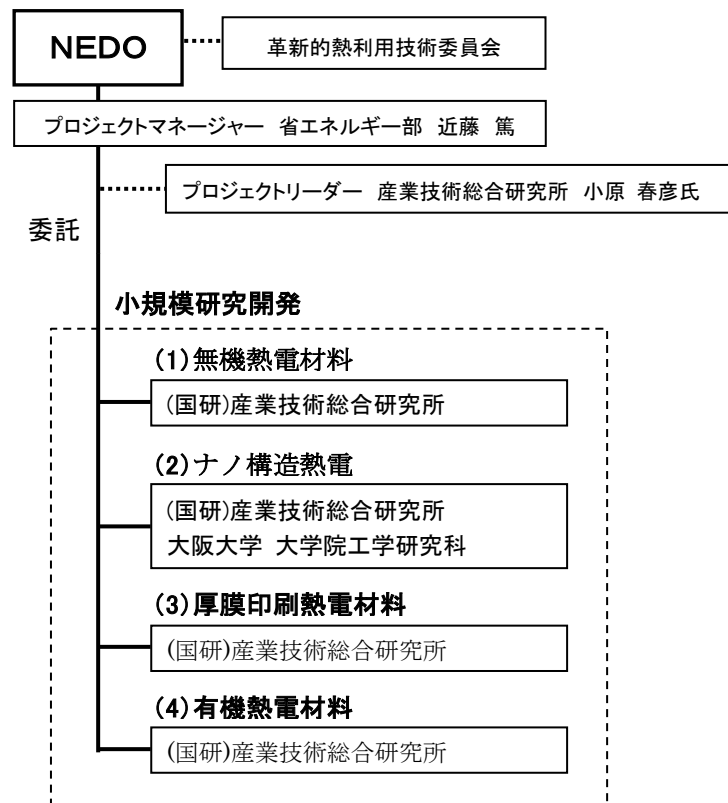 NEDO
革新的熱利用技術委員会
プロジェクトマネージャー 省エネルギー部 近藤 篤
プロジェクトリーダー 産業技術総合研究所 小原 春彦氏
委託
小規模研究開発
(1)無機熱電材料
(国研)産業技術総合研究所
(2)ナノ構造熱電
(国研)産業技術総合研究所
大阪大学 大学院工学研究科
(3)厚膜印刷熱電材料
(国研)産業技術総合研究所
(4)有機熱電材料
(国研)産業技術総合研究所